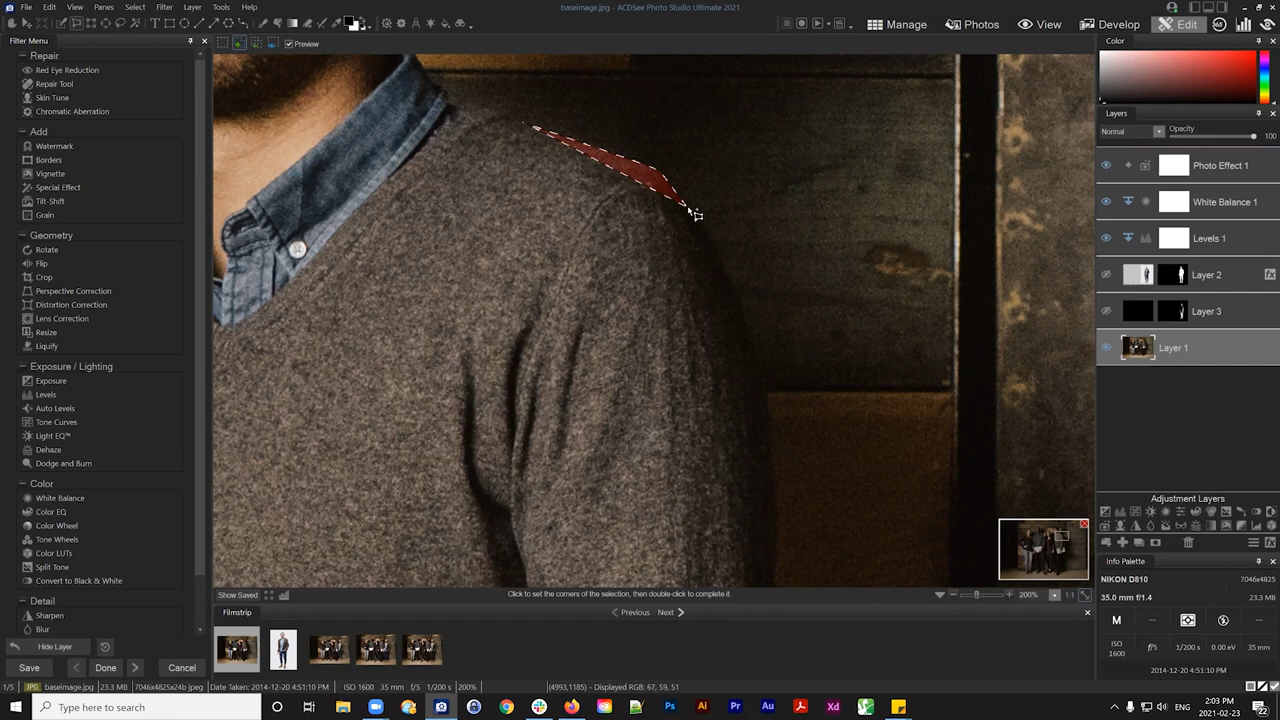 baseimage.jpg - ACDSee Photo Studio Ultimate 2021
File Edit View Panes Select Filter Layer Tools Help
Manage Photos View Develop Edit
Preview
Filter Menu
Repair
Red Eye Reduction
Repair Tool
Skin Tune
Chromatic Aberration
Add
Watermark
Borders
Vignette
Special Effect
Tilt-Shift
Grain
Geometry
Rotate
Flip
Crop
Perspective Correction
Distortion Correction
Lens Correction
Resize
Liquify
Exposure / Lighting
Exposure
Levels
Auto Levels
Tone Curves
Light EQ™
Dehaze
Dodge and Burn
Color
White Balance
Color EQ
Color Wheel
Tone Wheels
Color LUTs
Split Tone
Convert to Black & White
Detail
Sharpen
Blur
Hide Layer
Save Done Cancel
Color
Layers
Normal
Opacity
100
Photo Effect 1
White Balance 1
Levels 1
Layer 2
Layer 3
Layer 1
Adjustment Layers
Info Palette
NIKON D810 7046x4825
35.0 mm f/1.4 23.3 MB
M --
ISO 1600 f/5 1/200 s 0.00 eV 35 mm
2014-12-20 4:51:10 PM
Show Saved
Click to set the corners of the selection, then double-click to complete it.
200%
1:1
Filmstrip
Previous Next
1/5 JPG baseimage.jpg 23.3 MB 7046x4825x24b jpeg Date Taken: 2014-12-20 4:51:10 PM ISO 1600 35 mm f/5 1/200 s 200% (4993,1185) - Displayed RGB: 67, 59, 51
Type here to search
Ps Ai Pr Au Xd
ENG
2:03 PM
2021-02-23